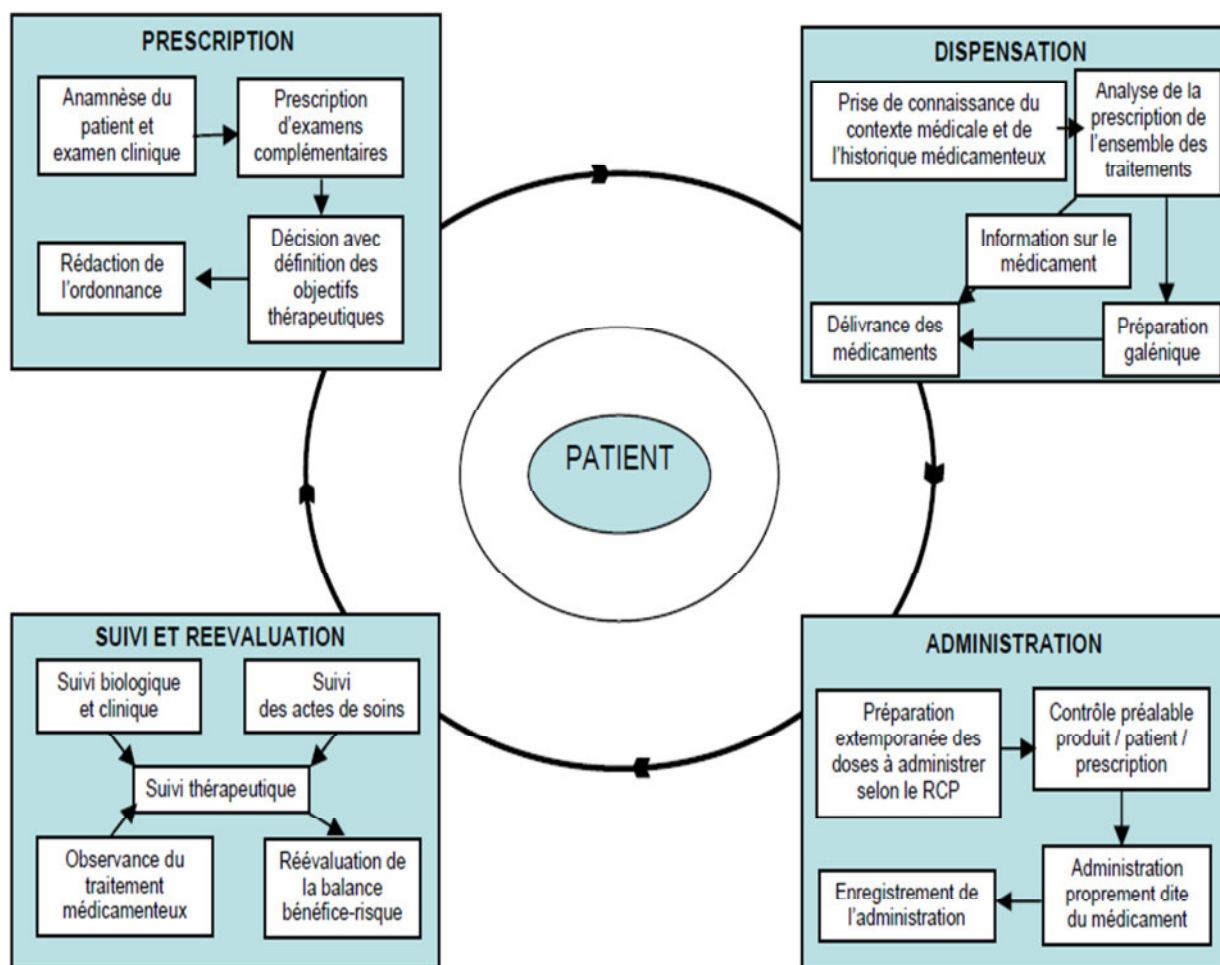 PRESCRIPTION
Anamnèse du
patient et
examen clinique
Prescription
d'examens
complémentaires
Décision avec
définition des
objectifs
thérapeutiques
Rédaction de
l'ordonnance
DISPENSATION
Prise de connaissance du
contexte médicale et de
l'historique médicamenteux
Analyse de la
prescription de
l'ensemble des
traitements
Information sur le
médicament
Délivrance des
médicaments
Préparation
galénique
PATIENT
SUIVI ET REEVALUATION
Suivi biologique
et clinique
Suivi
des actes de soins
Suivi thérapeutique
Observance du
traitement
médicamenteux
Réévaluation de
la balance
bénéfice-risque
ADMINISTRATION
Préparation
extemporanée des
doses à administrer
selon le RCP
Contrôle préalable
produit / patient /
prescription
Administration
proprement dite
du médicament
Enregistrement de
l'administration